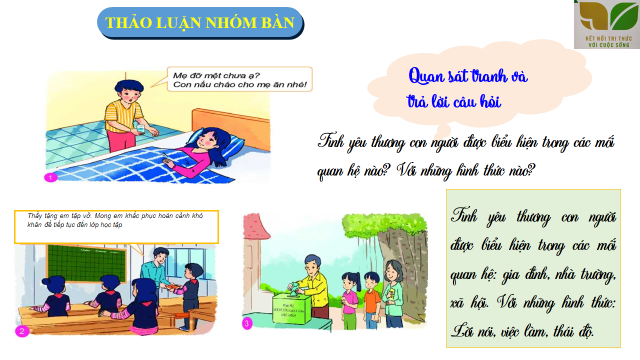 THẢO LUẬN NHÓM BÀN
KẾT NỐI TRI THỨC
VỚI CUỘC SỐNG
Mẹ đỡ mệt chưa ạ?
Con nấu cháo cho mẹ ăn nhé!
1
Quan sát tranh và
trả lời câu hỏi
Tình yêu thương con người được biểu hiện trong các mối
quan hệ nào? Với những hình thức nào?
Thầy tặng em tập vở. Mong em khắc phục hoàn cảnh khó
khăn để tiếp tục đến lớp học tập
2
3
Tình yêu thương con người
được biểu hiện trong các mối
quan hệ: gia đình, nhà trường,
xã hội. Với những hình thức:
Lời nói, việc làm, thái độ.